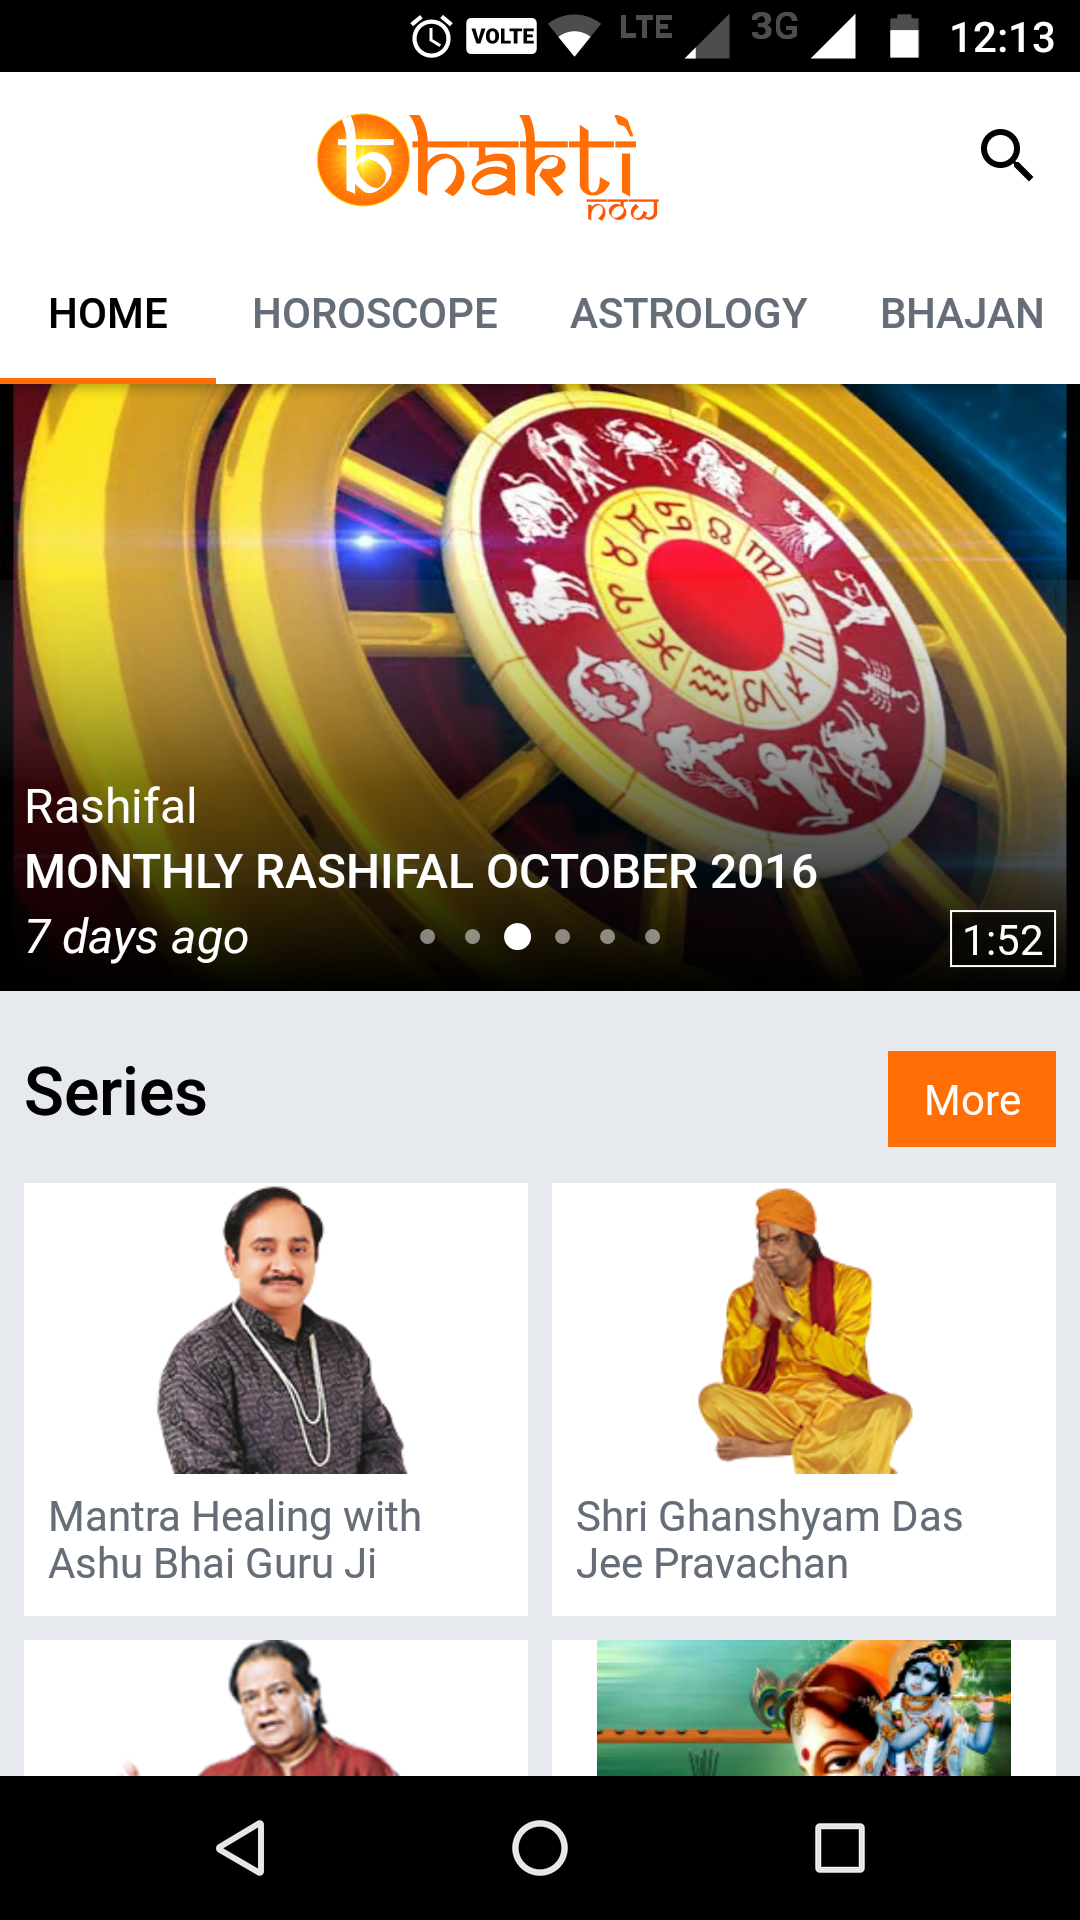 VOLTE LTE 3G 12:13
bhakti
now
HOME HOROSCOPE ASTROLOGY BHAJAN
Rashifal
MONTHLY RASHIFAL OCTOBER 2016
7 days ago
1:52
Series
More
Mantra Healing with
Ashu Bhai Guru Ji
Shri Ghanshyam Das
Jee Pravachan